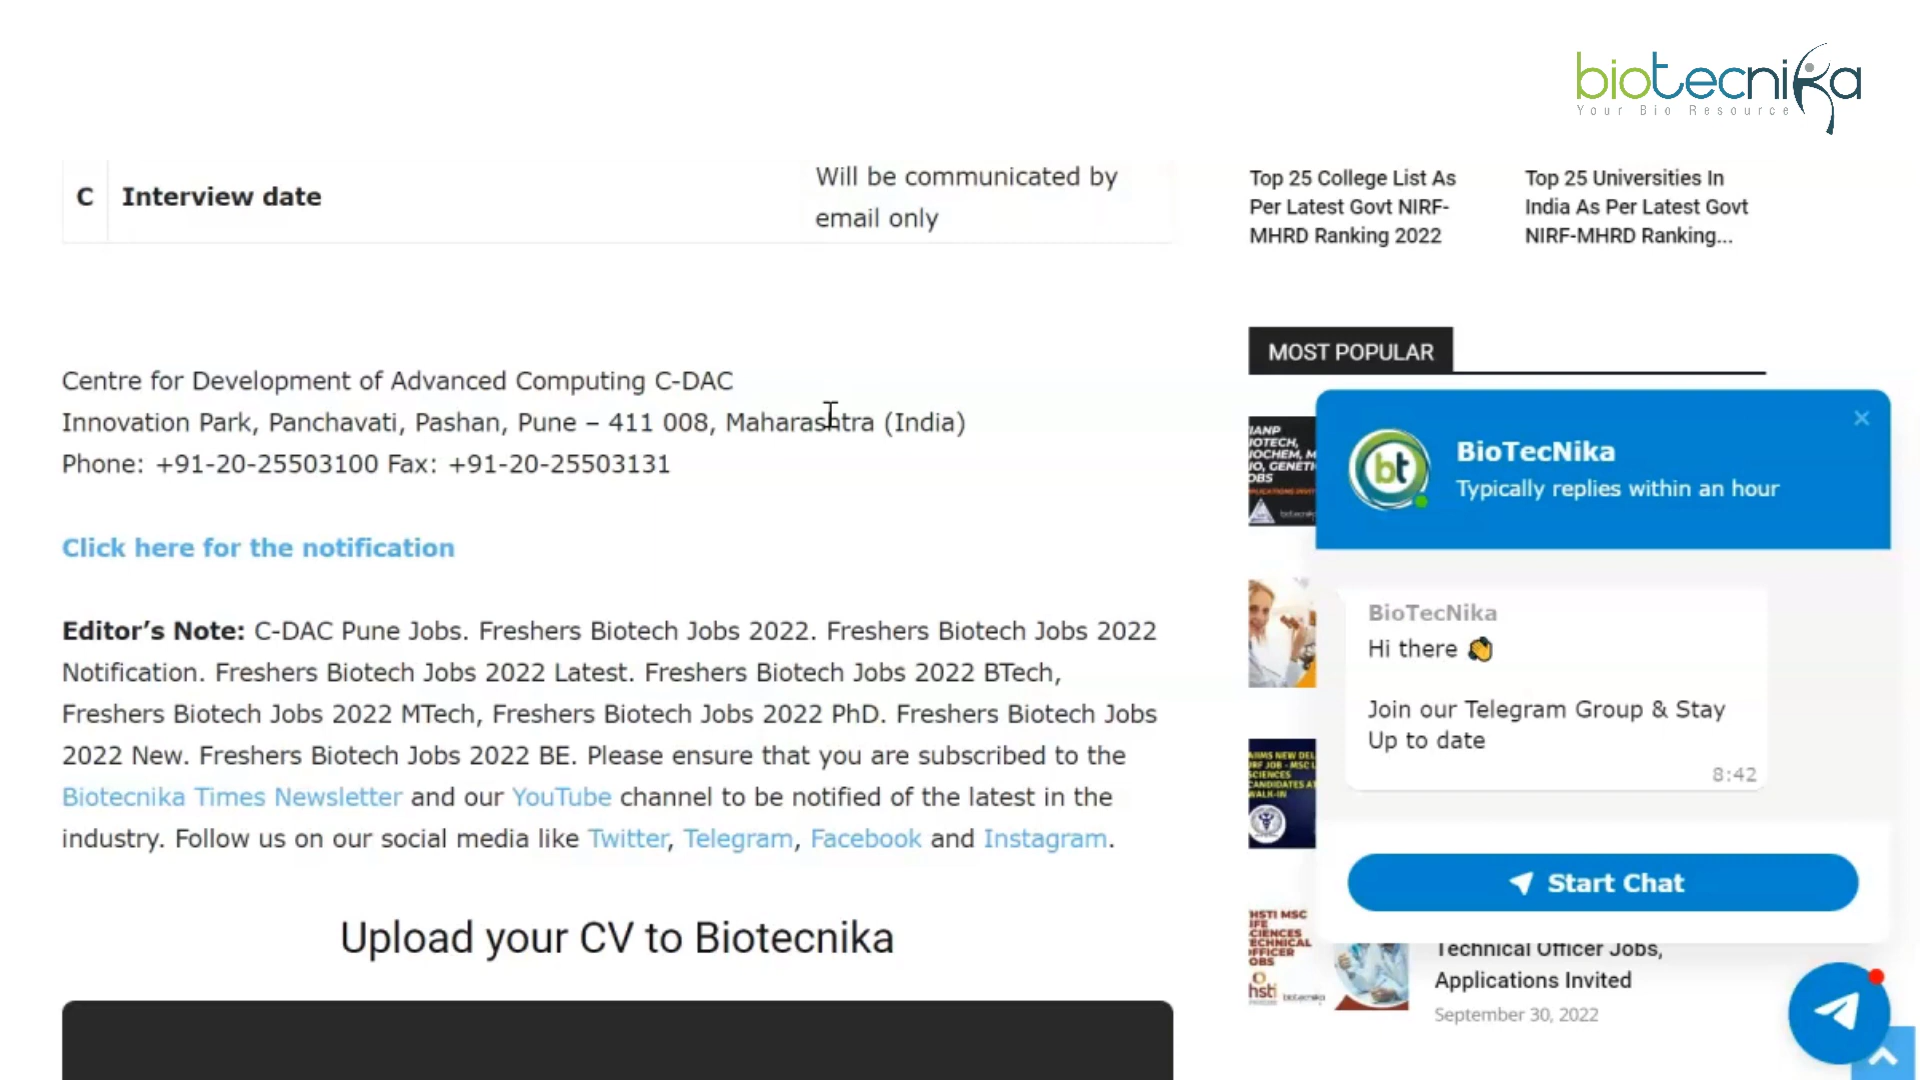 biotecnika
Your Bio Resource
C Interview date
Will be communicated by
email only
Centre for Development of Advanced Computing C-DAC
Innovation Park, Panchavati, Pashan, Pune – 411 008, Maharashtra (India)
Phone: +91-20-25503100 Fax: +91-20-25503131
Click here for the notification
Editor’s Note: C-DAC Pune Jobs. Freshers Biotech Jobs 2022. Freshers Biotech Jobs 2022
Notification. Freshers Biotech Jobs 2022 Latest. Freshers Biotech Jobs 2022 BTech,
Freshers Biotech Jobs 2022 MTech, Freshers Biotech Jobs 2022 PhD. Freshers Biotech Jobs
2022 New. Freshers Biotech Jobs 2022 BE. Please ensure that you are subscribed to the
Biotecnika Times Newsletter and our YouTube channel to be notified of the latest in the
industry. Follow us on our social media like Twitter, Telegram, Facebook and Instagram.
Upload your CV to Biotecnika
Top 25 College List As
Per Latest Govt NIRF-
MHRD Ranking 2022
Top 25 Universities In
India As Per Latest Govt
NIRF-MHRD Ranking...
MOST POPULAR
bt
BioTecNika
Typically replies within an hour
BioTecNika
Hi there
Join our Telegram Group & Stay
Up to date
8:42
Start Chat
Technical Officer Jobs,
Applications Invited
September 30, 2022